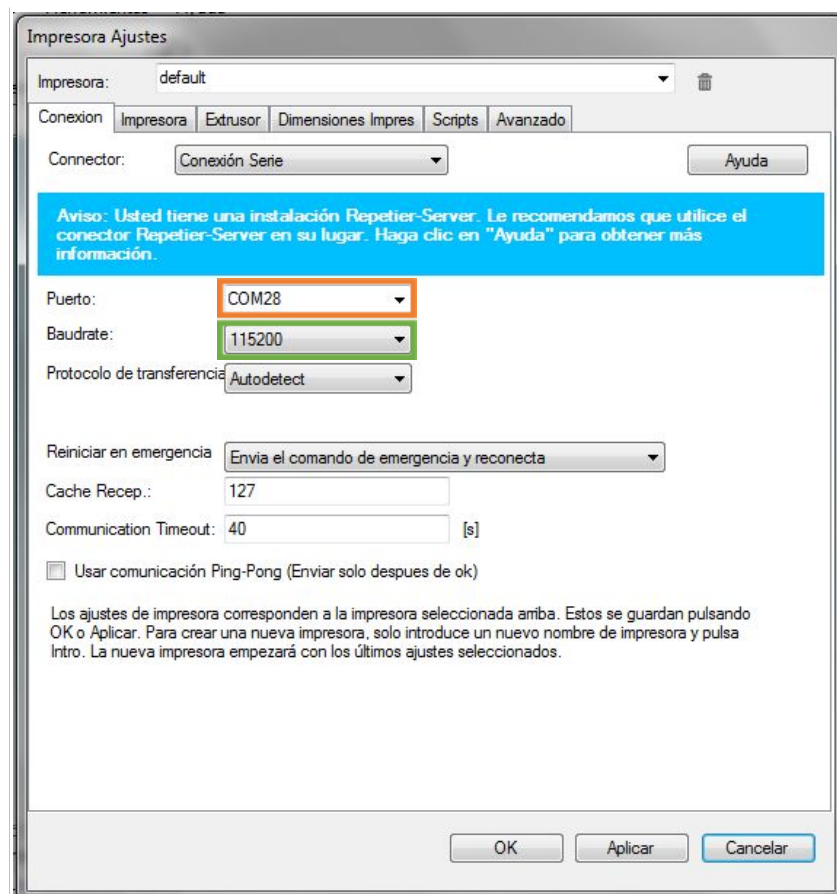 Impresora Ajustes
Impresora: default
Conexion Impresora Extrusor Dimensiones Impres Scripts Avanzado
Connector: Conexión Serie Ayuda
Aviso: Usted tiene una instalación Repetier-Server. Le recomendamos que utilice el
conector Repetier-Server en su lugar. Haga clic en "Ayuda" para obtener más
información.
Puerto: COM28
Baudrate: 115200
Protocolo de transferencia Autodetect
Reiniciar en emergencia Envia el comando de emergencia y reconecta
Cache Recep.: 127
Communication Timeout: 40 [s]
Usar comunicación Ping-Pong (Enviar solo despues de ok)
Los ajustes de impresora corresponden a la impresora seleccionada arriba. Estos se guardan pulsando
OK o Aplicar. Para crear una nueva impresora, solo introduce un nuevo nombre de impresora y pulsa
Intro. La nueva impresora empezará con los últimos ajustes seleccionados.
OK Aplicar Cancelar